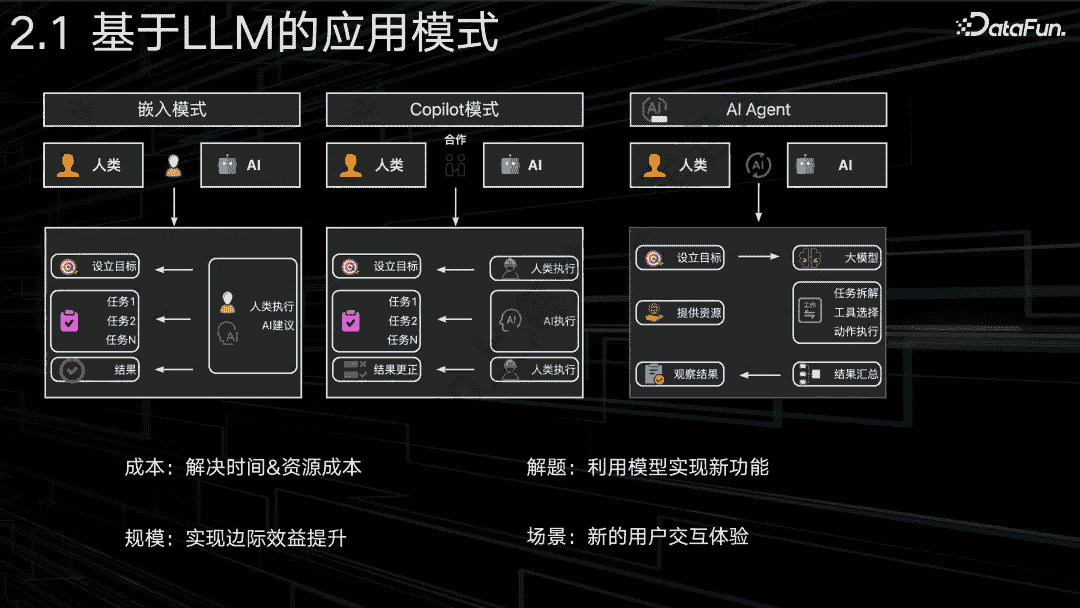 2.1 基于LLM的应用模式
DataFun.
嵌入模式
人类
AI
设立目标
任务1
任务2
任务N
结果
人类执行
AI建议
AI
Copilot模式
合作
人类
AI
设立目标
任务1
任务2
任务N
结果更正
人类执行
AI
AI执行
人类执行
AI
AI Agent
人类
AI
AI
设立目标
提供资源
观察结果
大模型
任务拆解
工具选择
动作执行
结果汇总
成本：解决时间&资源成本
解题：利用模型实现新功能
规模：实现边际效益提升
场景：新的用户交互体验